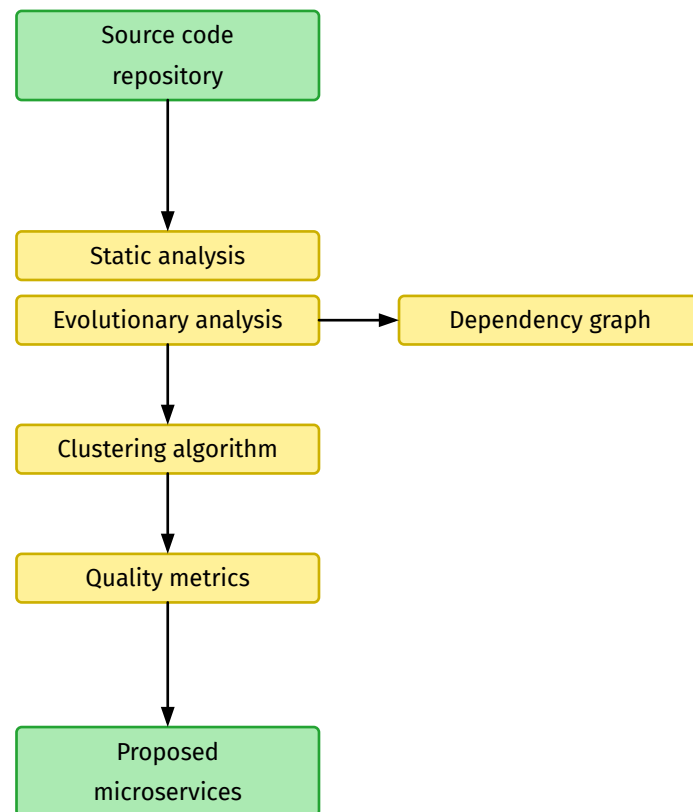 Source code
repository
Static analysis
Evolutionary analysis
Dependency graph
Clustering algorithm
Quality metrics
Proposed
microservices